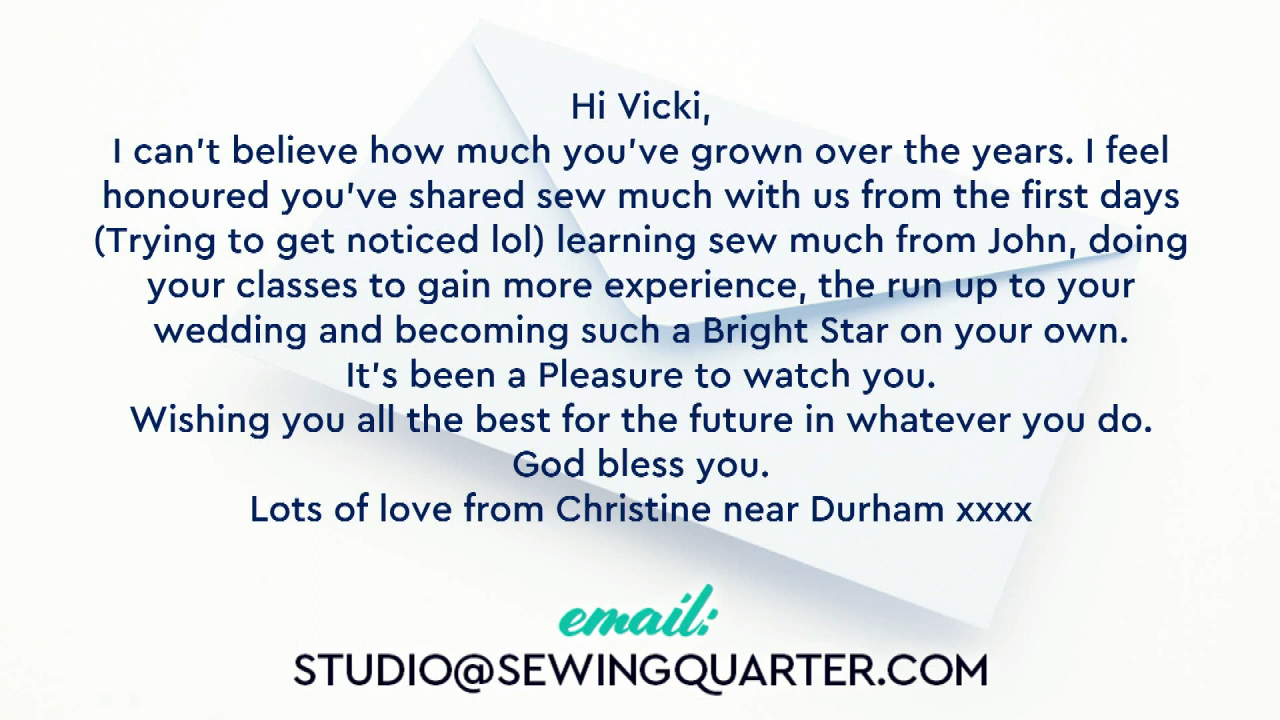 Hi Vicki,
I can't believe how much you've grown over the years. I feel
honoured you've shared sew much with us from the first days
(Trying to get noticed lol) learning sew much from John, doing
your classes to gain more experience, the run up to your
wedding and becoming such a Bright Star on your own.
It's been a Pleasure to watch you.
Wishing you all the best for the future in whatever you do.
God bless you.
Lots of love from Christine near Durham xxxx
email:
STUDIO@SEWINGQUARTER.COM